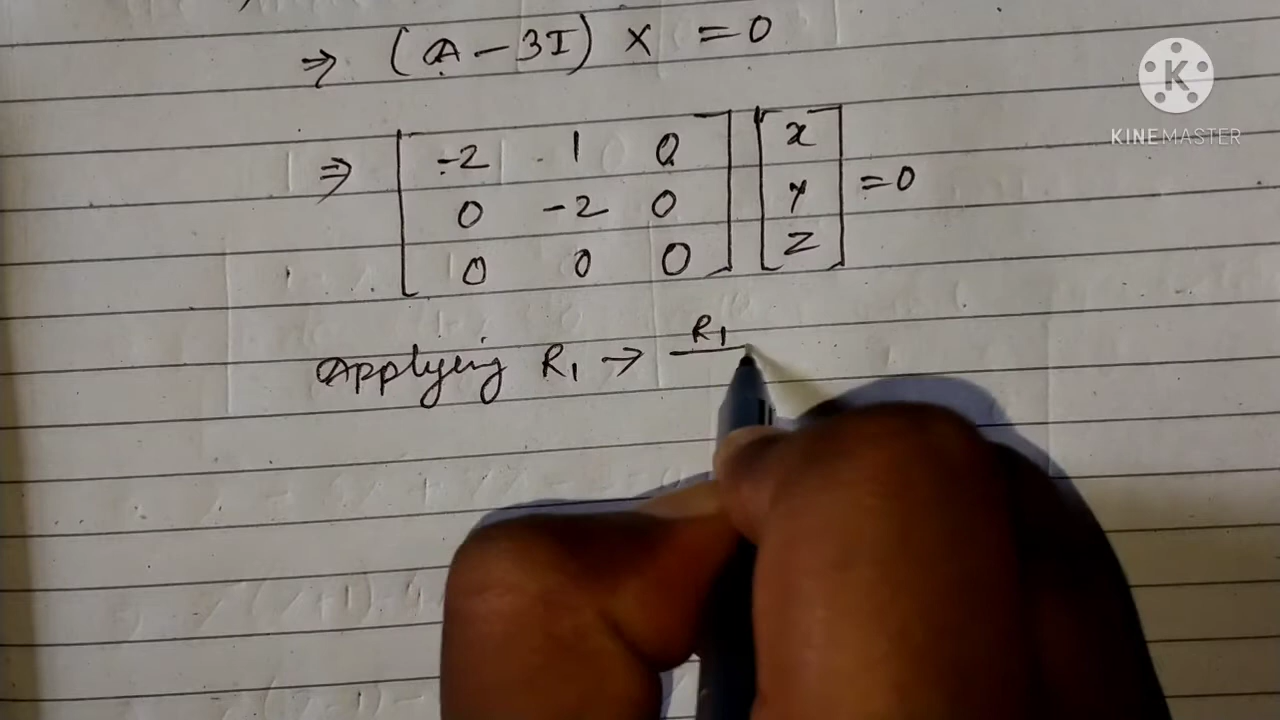 ⇒ (A - 3I) X = 0
K
KINEMASTER
⇒ [-2 1 0 [x
0 -2 0 y = 0
0 0 0] z]
Applying R₁ → R₁